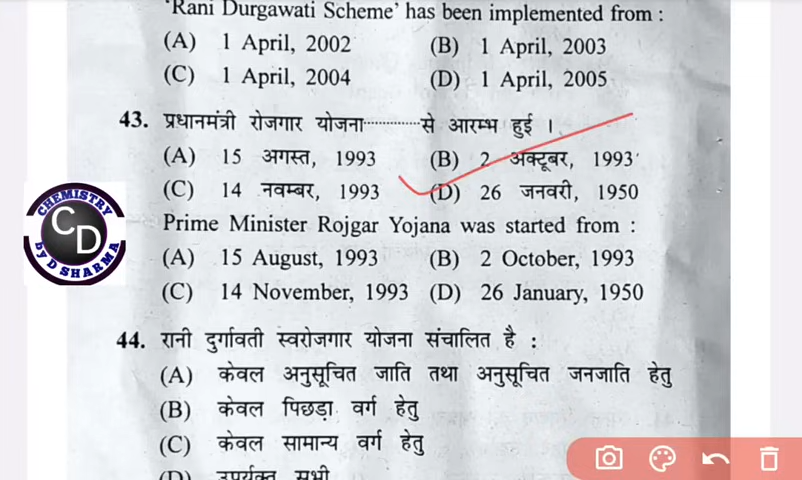 'Rani Durgawati Scheme' has been implemented from :
(A) 1 April, 2002 (B) 1 April, 2003
(C) 1 April, 2004 (D) 1 April, 2005
43. प्रधानमंत्री रोजगार योजना.............से आरम्भ हुई ।
(A) 15 अगस्त, 1993 (B) 2 अक्टूबर, 1993
(C) 14 नवम्बर, 1993 (D) 26 जनवरी, 1950
Prime Minister Rojgar Yojana was started from :
(A) 15 August, 1993 (B) 2 October, 1993
(C) 14 November, 1993 (D) 26 January, 1950
CHEMISTRY
CD
by D SHARMA
44. रानी दुर्गावती स्वरोजगार योजना संचालित है :
(A) केवल अनुसूचित जाति तथा अनुसूचित जनजाति हेतु
(B) केवल पिछड़ा वर्ग हेतु
(C) केवल सामान्य वर्ग हेतु
(D) उपर्युक्त सभी